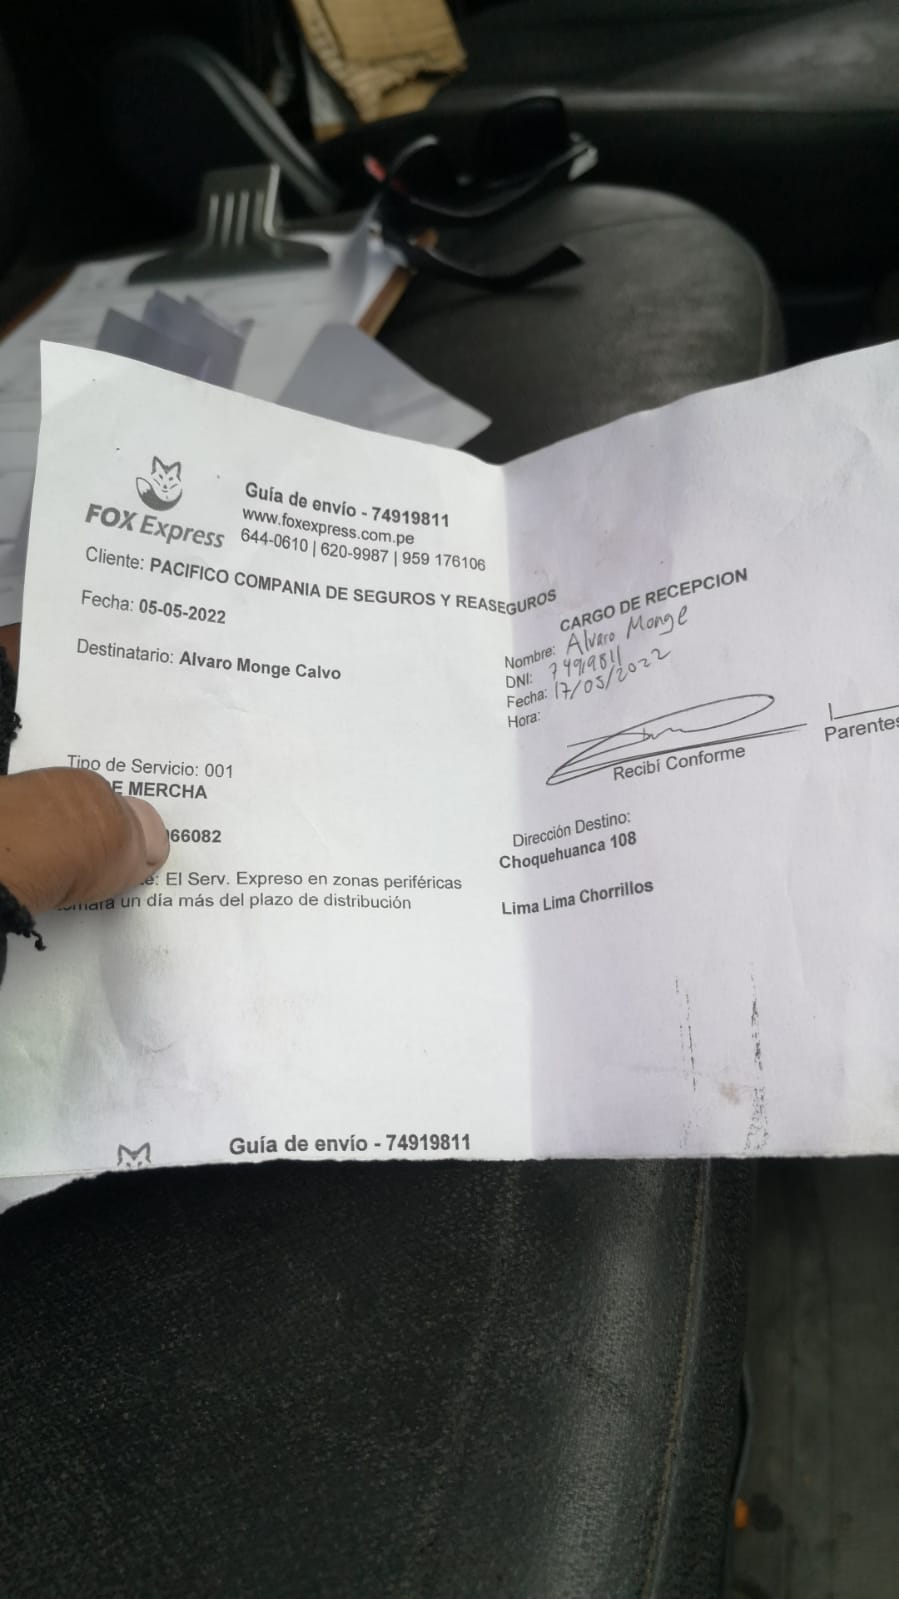 FOX Express
Guía de envío - 74919811
www.foxexpress.com.pe
644-0610 | 620-9987 | 959 176106
Cliente: PACIFICO COMPANIA DE SEGUROS Y REASEGUROS
Fecha: 05-05-2022
Destinatario: Alvaro Monge Calvo
Tipo de Servicio: 001
E MERCHA
066082
e: El Serv. Expreso en zonas periféricas
tomara un día más del plazo de distribución
CARGO DE RECEPCION
Nombre: Alvaro Monge
DNI: 74919811
Fecha: 17/05/2022
Hora:
Recibí Conforme
Parentes
Dirección Destino:
Choquehuanca 108
Lima Lima Chorrillos
Guía de envío - 74919811